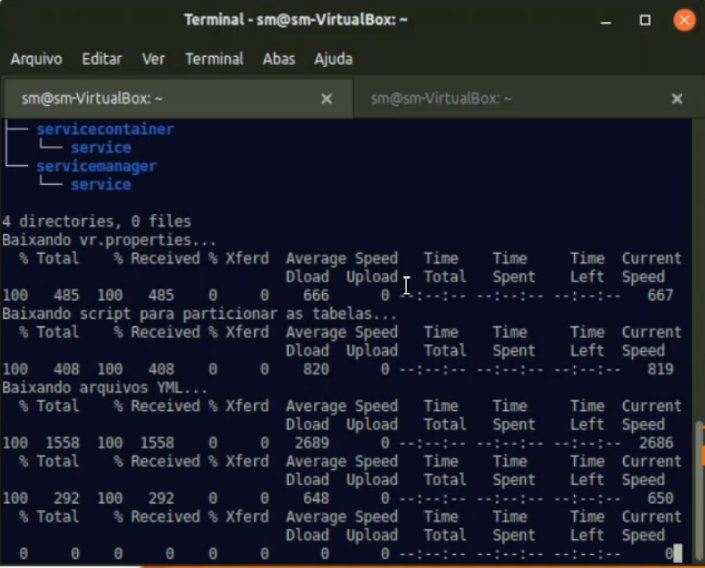 Terminal - sm@sm-VirtualBox: ~
Arquivo Editar Ver Terminal Abas Ajuda
sm@sm-VirtualBox: ~ sm@sm-VirtualBox: ~
├── servicecontainer
│   └── service
└── servicemanager
    └── service
4 directories, 0 files
Baixando vr.properties...
% Total % Received % Xferd Average Speed Time Time Time Current
Dload Upload Total Spent Left Speed
100 485 100 485 0 0 666 0 --:--:-- --:--:-- --:--:-- 667
Baixando script para particionar as tabelas...
% Total % Received % Xferd Average Speed Time Time Time Current
Dload Upload Total Spent Left Speed
100 408 100 408 0 0 820 0 --:--:-- --:--:-- --:--:-- 819
Baixando arquivos YML...
% Total % Received % Xferd Average Speed Time Time Time Current
Dload Upload Total Spent Left Speed
100 1558 100 1558 0 0 2689 0 --:--:-- --:--:-- --:--:-- 2686
% Total % Received % Xferd Average Speed Time Time Time Current
Dload Upload Total Spent Left Speed
100 292 100 292 0 0 648 0 --:--:-- --:--:-- --:--:-- 650
% Total % Received % Xferd Average Speed Time Time Time Current
Dload Upload Total Spent Left Speed
0 0 0 0 0 0 0 0 --:--:-- --:--:-- --:--:-- 0